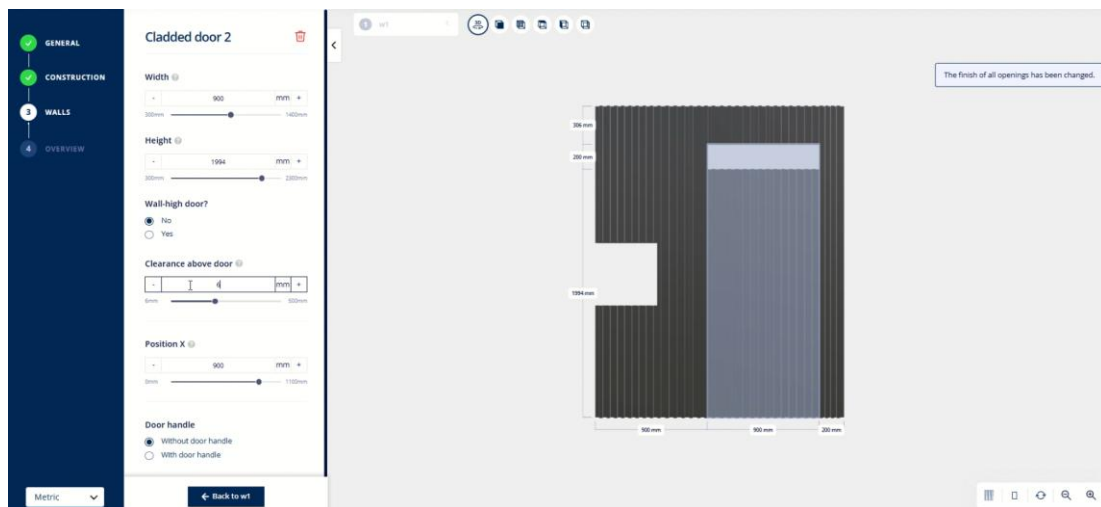 GENERAL
CONSTRUCTION
3 WALLS
4 OVERVIEW
Metric
Cladded door 2
Width
- 900 mm +
300mm 1400mm
Height
- 1994 mm +
300mm 2300mm
Wall-high door?
No
Yes
Clearance above door
- 6 mm +
6mm 500mm
Position X
- 900 mm +
0mm 1100mm
Door handle
Without door handle
With door handle
← Back to w1
1 w1
3D
The finish of all openings has been changed.
306 mm
200 mm
1994 mm
900 mm 900 mm 200 mm